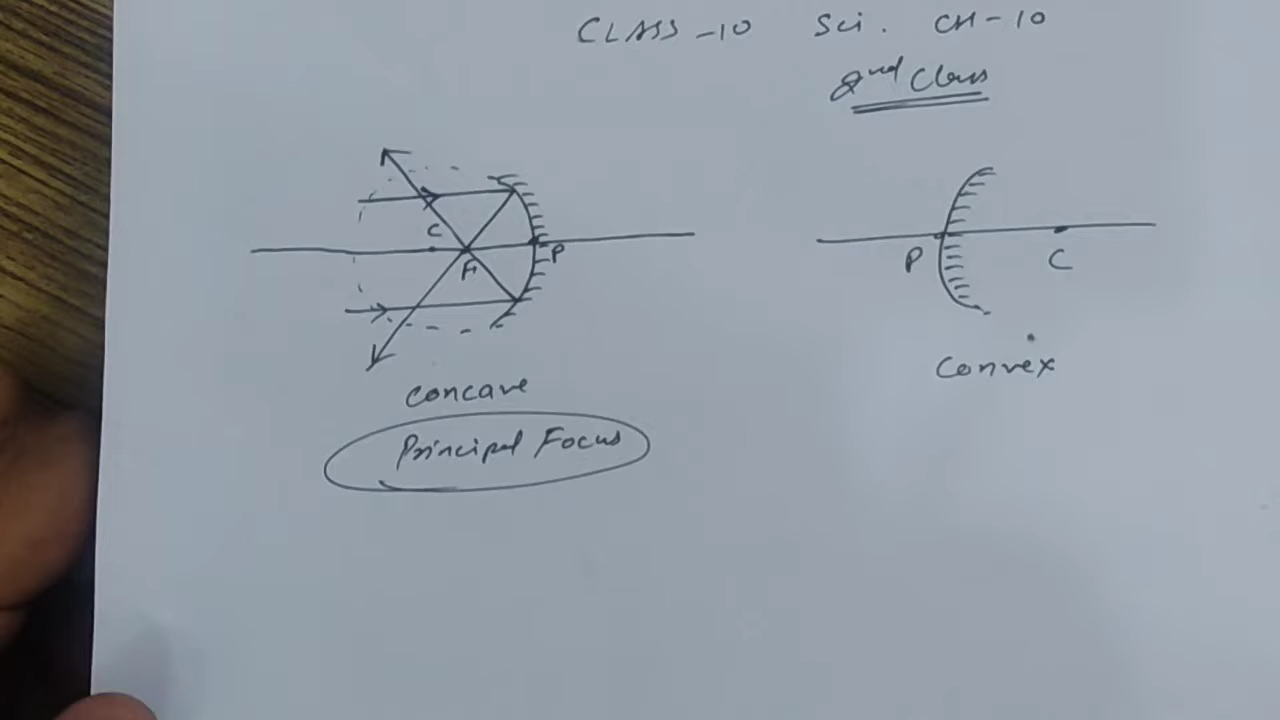 CLASS-10 Sci. CH-10
2nd Class
C
F
P
concave
Principal Focus
P
C
Convex